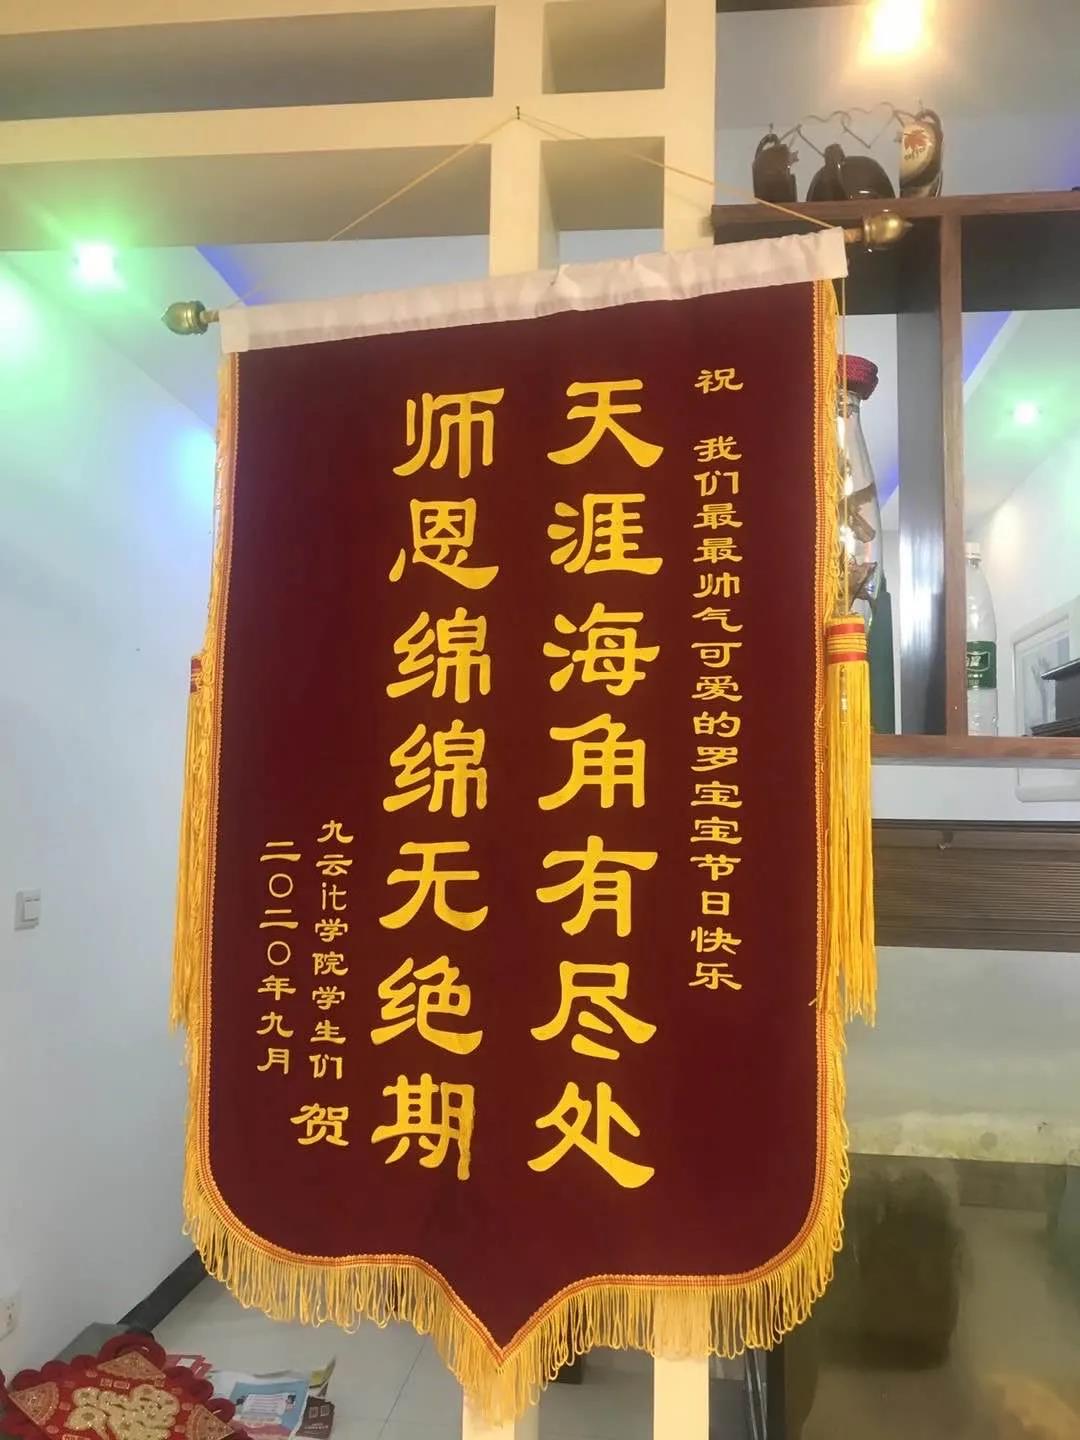 祝 我们最最帅气可爱的罗宝宝节日快乐
天涯海角有尽处
师恩绵绵无绝期
九云it学院学生们 贺
二〇二〇年九月